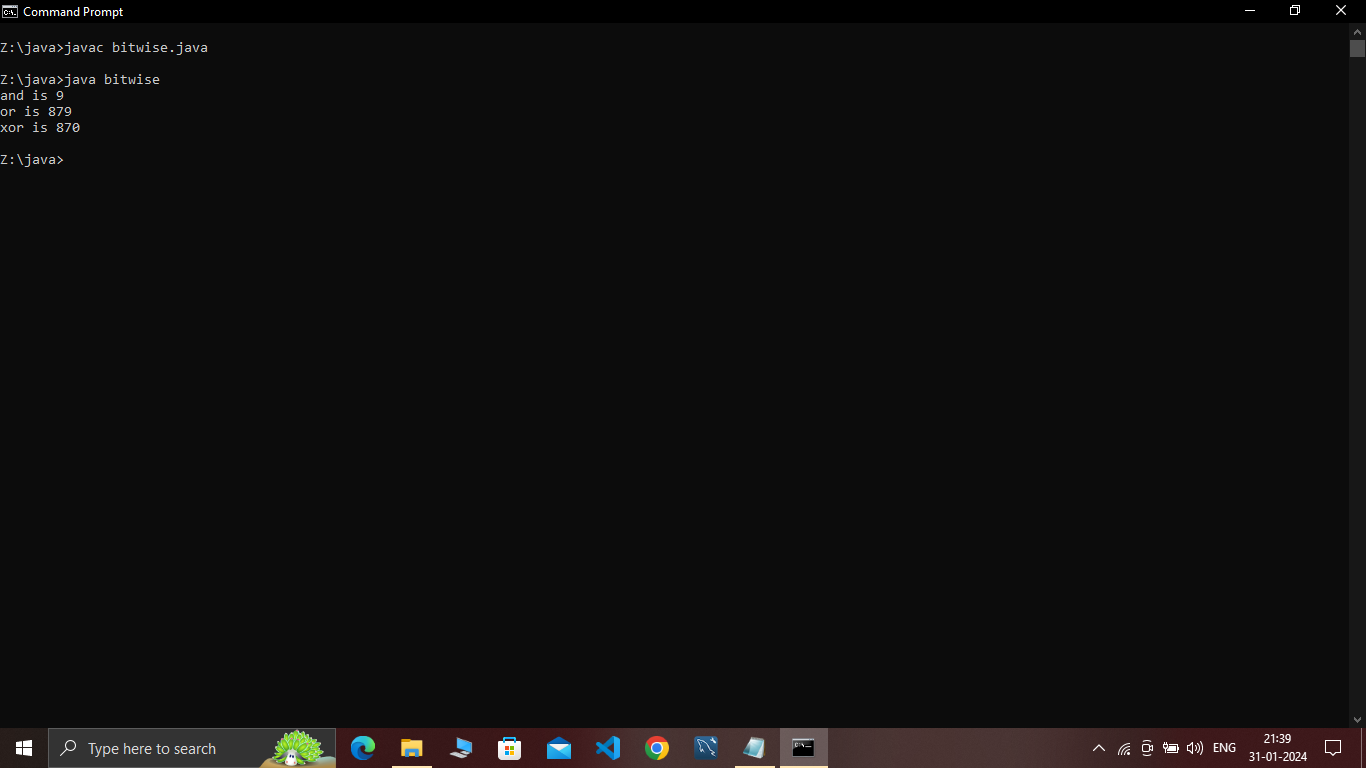 Command Prompt
Z:\java>javac bitwise.java
Z:\java>java bitwise
and is 9
or is 879
xor is 870
Z:\java>
Type here to search
ENG
21:39
31-01-2024